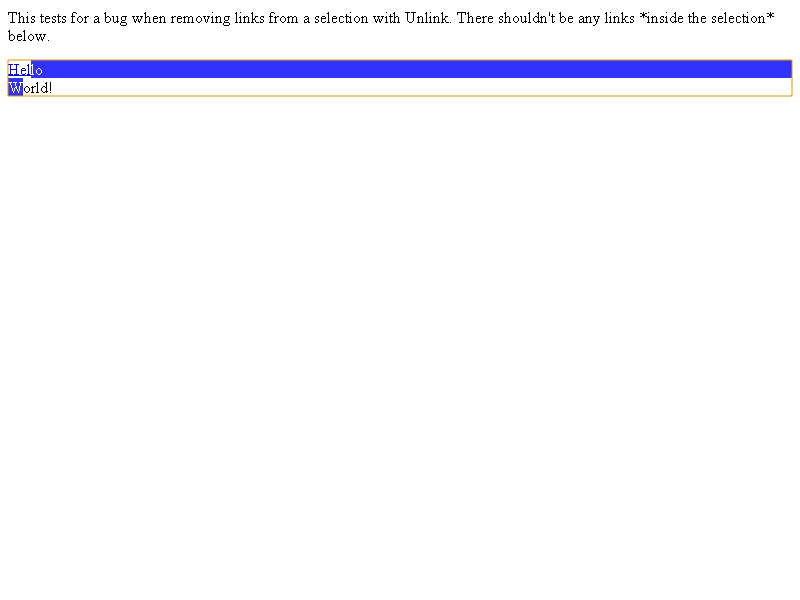 This tests for a bug when removing links from a selection with Unlink. There shouldn't be any links *inside the selection*
below.
Hello
World!